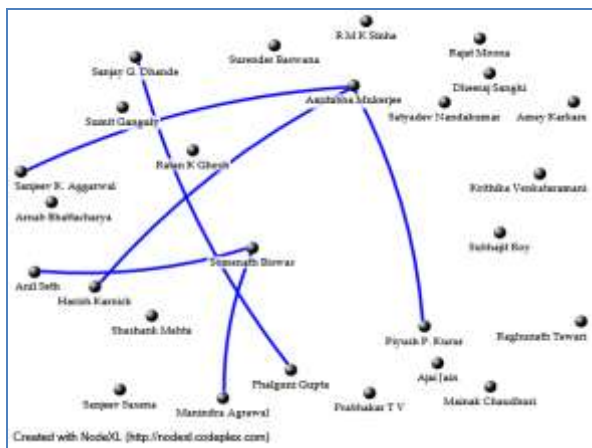 R M K Sinha
Rajat Moona
Surender Baswana
Sanjay G. Dhande
Dheeraj Sanghi
Amitabha Mukerjee
Satyadev Nandakumar
Amey Karkare
Sumit Ganguly
Ratan K Ghosh
Sanjeev K. Aggarwal
Krithika Venkataramani
Arnab Bhattacharya
Subhajit Roy
Somenath Biswas
Anil Seth
Harish Karnick
Shashank Mehta
Piyush P. Kurur
Raghunath Tewari
Ajai Jain
Phalguni Gupta
Sanjeev Saxena
Manindra Agrawal
Prabhakar T V
Mainak Chaudhuri
Created with NodeXL (http://nodexl.codeplex.com)